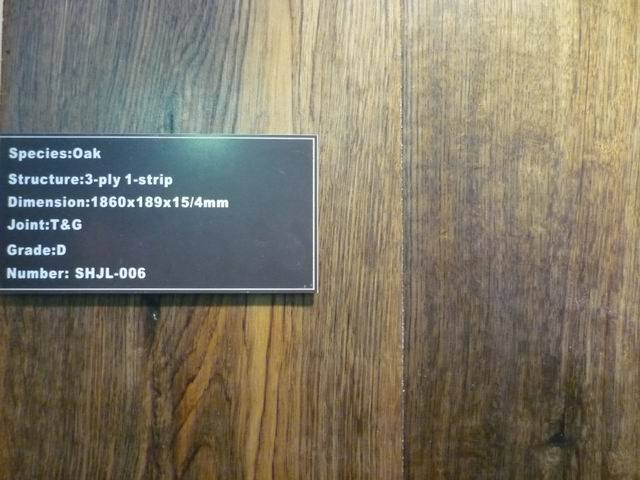 Species:Oak
Structure:3-ply 1-strip
Dimension:1860x189x15/4mm
Joint:T&G
Grade:D
Number: SHJL-006